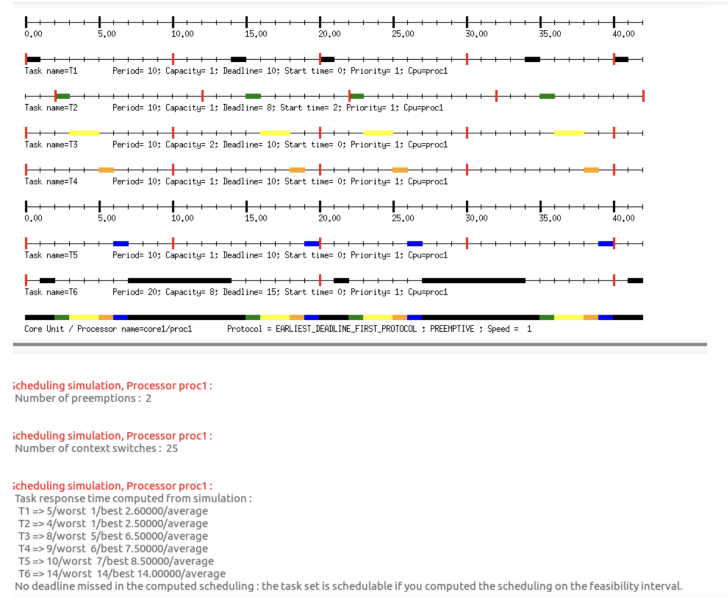 0,00 5,00 10,00 15,00 20,00 25,00 30,00 35,00 40,00
Task name=T1 Period= 10; Capacity= 1; Deadline= 10; Start time= 0; Priority= 1; Cpu=proc1
Task name=T2 Period= 10; Capacity= 1; Deadline= 8; Start time= 2; Priority= 1; Cpu=proc1
Task name=T3 Period= 10; Capacity= 2; Deadline= 10; Start time= 0; Priority= 1; Cpu=proc1
Task name=T4 Period= 10; Capacity= 1; Deadline= 10; Start time= 0; Priority= 1; Cpu=proc1
0,00 5,00 10,00 15,00 20,00 25,00 30,00 35,00 40,00
Task name=T5 Period= 10; Capacity= 1; Deadline= 10; Start time= 0; Priority= 1; Cpu=proc1
Task name=T6 Period= 20; Capacity= 8; Deadline= 15; Start time= 0; Priority= 1; Cpu=proc1
Core Unit / Processor name=core1/proc1 Protocol = EARLIEST_DEADLINE_FIRST_PROTOCOL ; PREEMPTIVE ; Speed = 1
Scheduling simulation, Processor proc1 :
Number of preemptions : 2
Scheduling simulation, Processor proc1 :
Number of context switches : 25
Scheduling simulation, Processor proc1 :
Task response time computed from simulation :
T1 => 5/worst 1/best 2.60000/average
T2 => 4/worst 1/best 2.50000/average
T3 => 8/worst 5/best 6.50000/average
T4 => 9/worst 6/best 7.50000/average
T5 => 10/worst 7/best 8.50000/average
T6 => 14/worst 14/best 14.00000/average
No deadline missed in the computed scheduling : the task set is schedulable if you computed the scheduling on the feasibility interval.